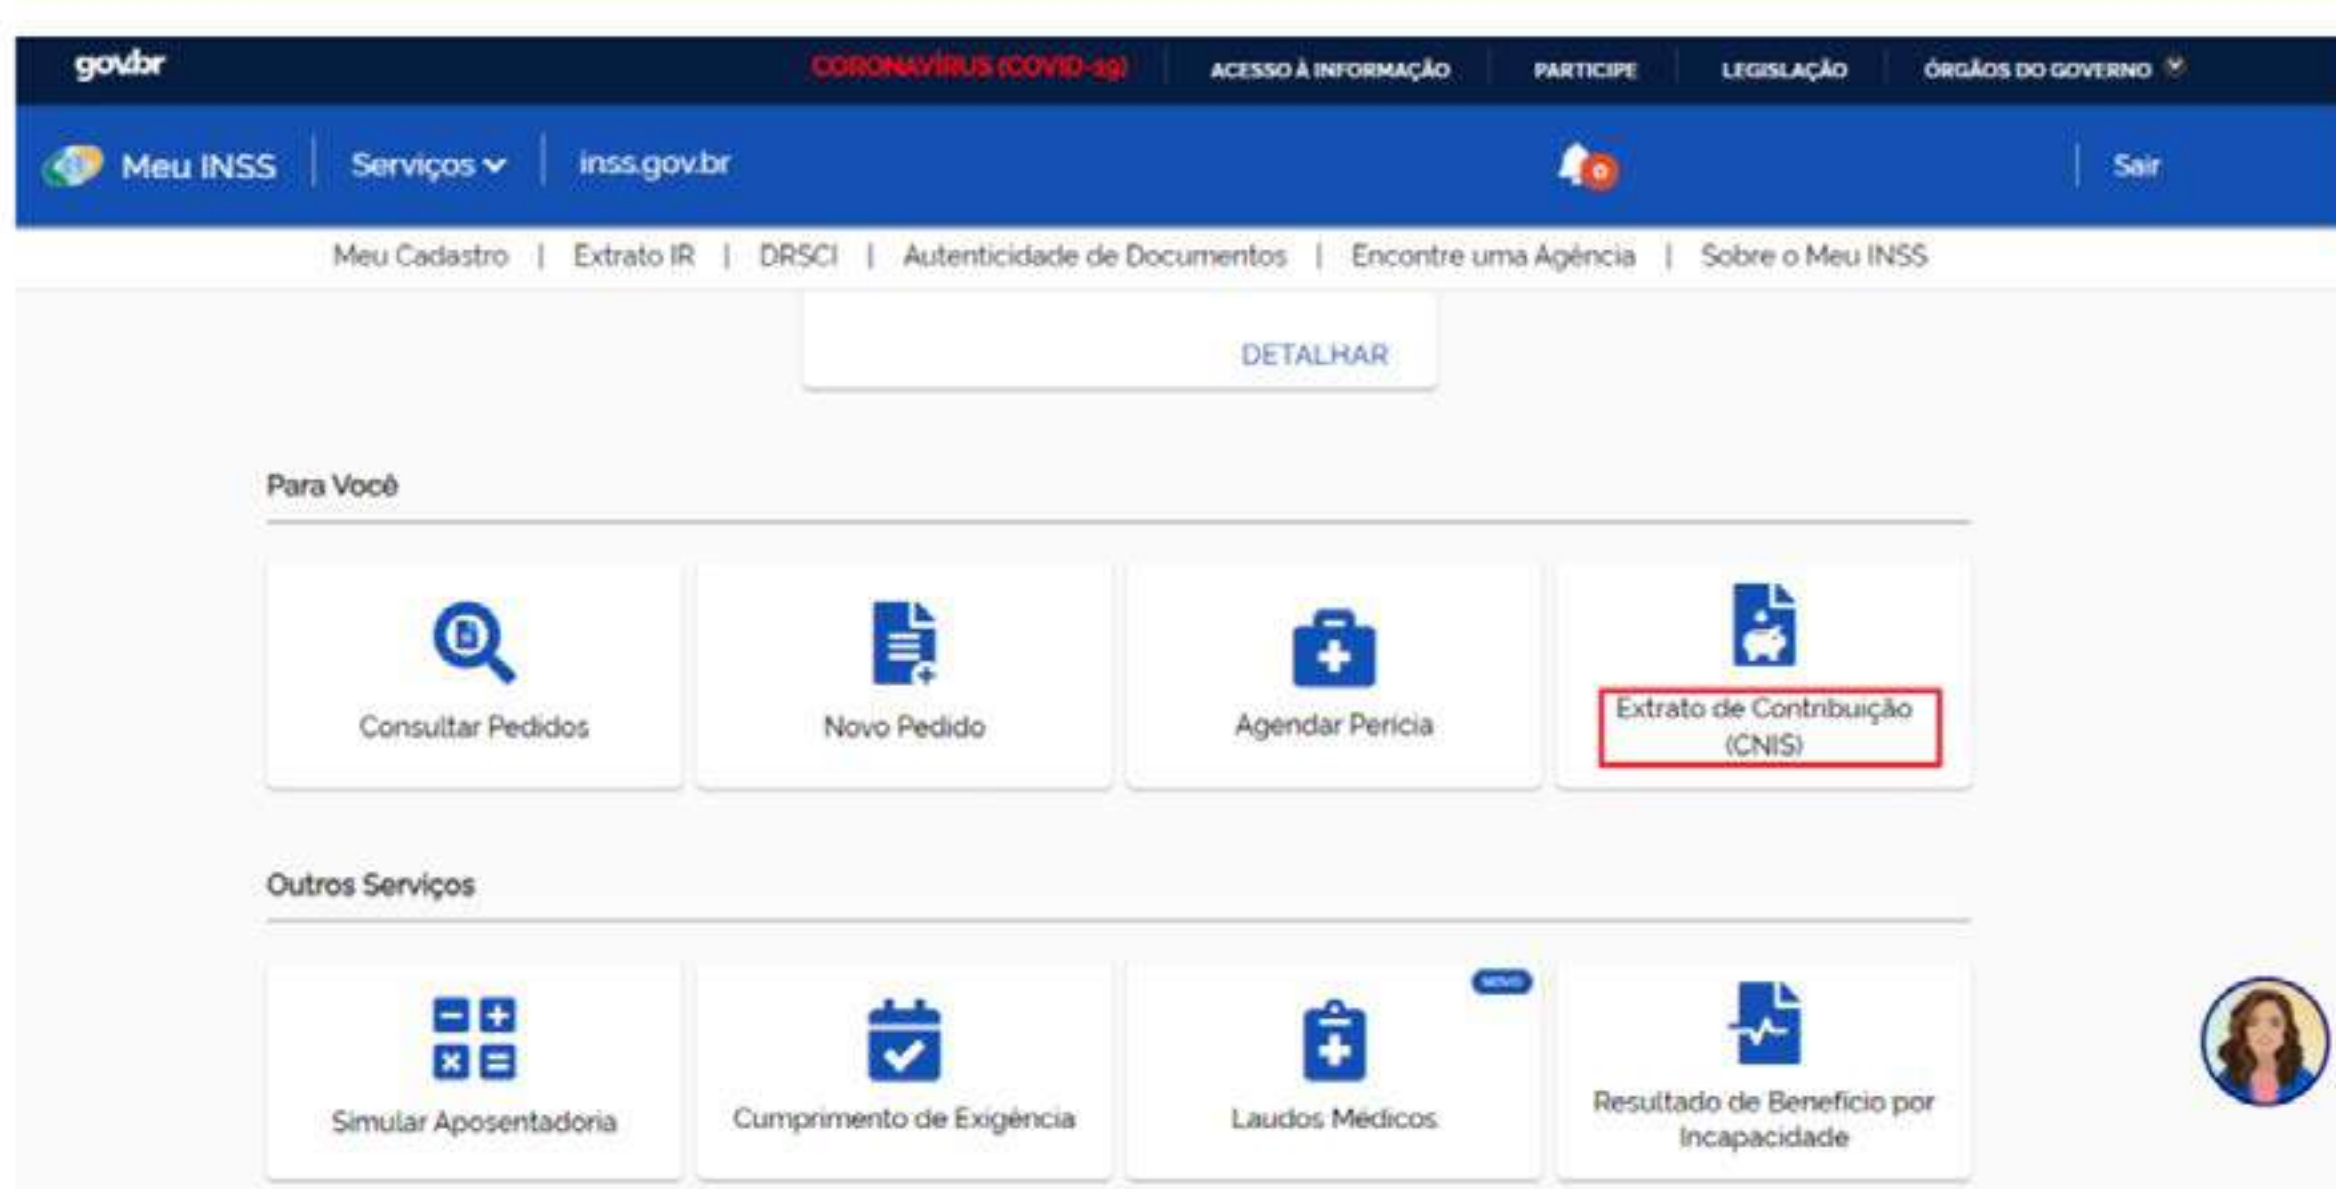 gov.br CORONAVÍRUS (COVID-19) ACESSO À INFORMAÇÃO PARTICIPE LEGISLAÇÃO ÓRGÃOS DO GOVERNO
Meu INSS | Serviços | inss.gov.br 0 | Sair
Meu Cadastro | Extrato IR | DRSCI | Autenticidade de Documentos | Encontre uma Agência | Sobre o Meu INSS
DETALHAR
Para Você
Consultar Pedidos
Novo Pedido
Agendar Perícia
Extrato de Contribuição
(CNIS)
Outros Serviços
Simular Aposentadoria
Cumprimento de Exigência
NOVO
Laudos Médicos
Resultado de Benefício por
Incapacidade